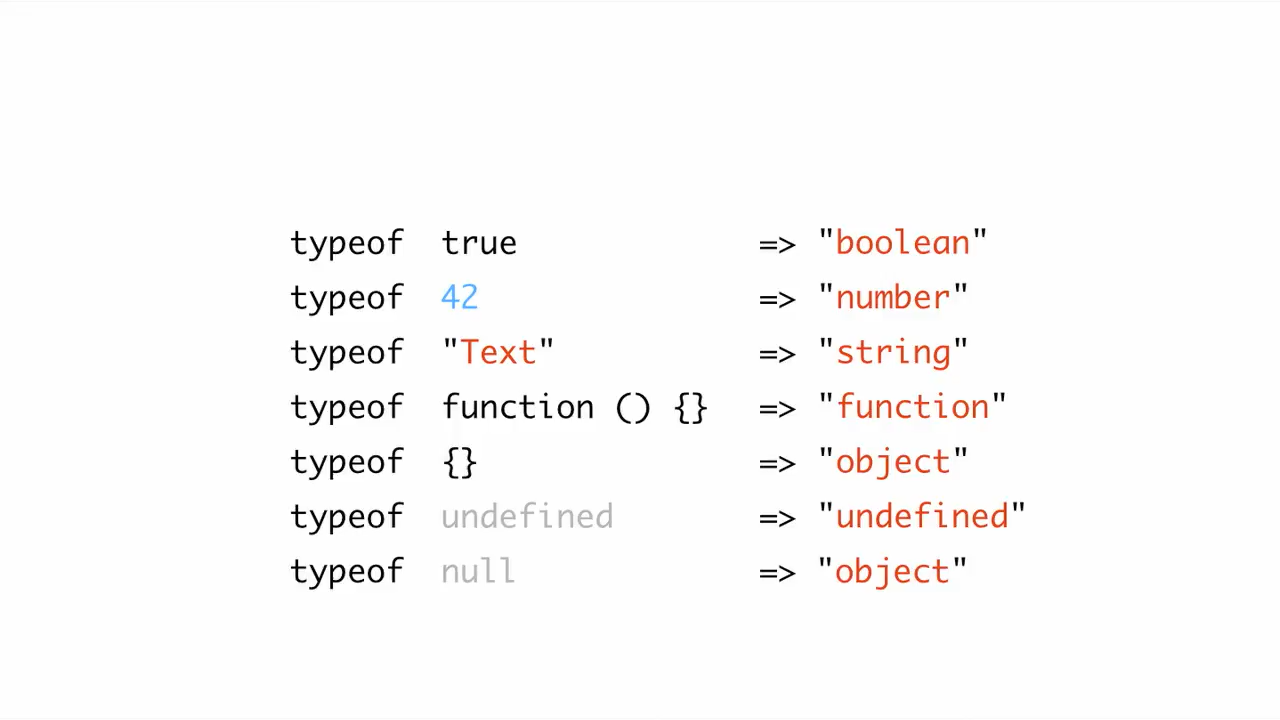 typeof true => "boolean"
typeof 42 => "number"
typeof "Text" => "string"
typeof function () {} => "function"
typeof {} => "object"
typeof undefined => "undefined"
typeof null => "object"